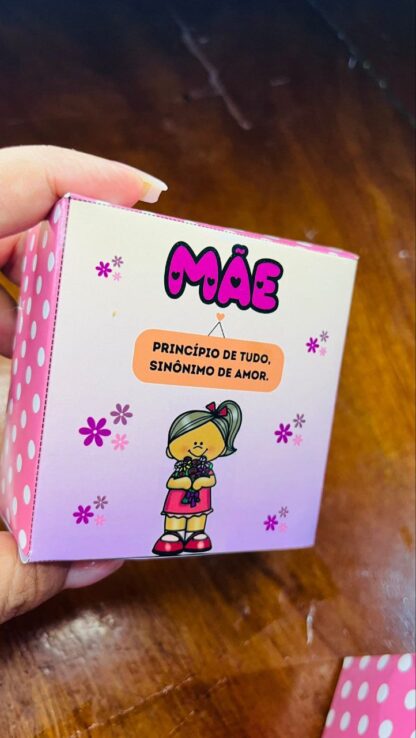 MÃE
PRINCÍPIO DE TUDO,
SINÔNIMO DE AMOR.